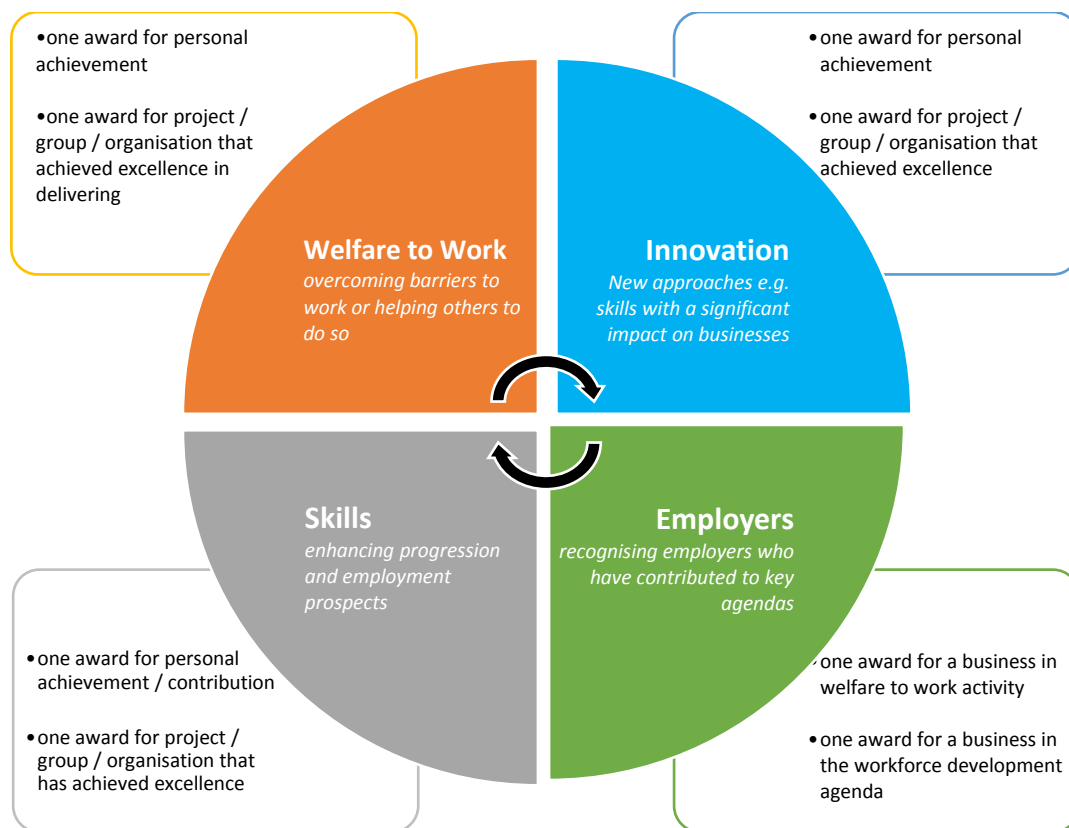 •one award for personal
achievement
•one award for project /
group / organisation that
achieved excellence in
delivering
•one award for personal
achievement
•one award for project /
group / organisation that
achieved excellence
Welfare to Work
overcoming barriers to
work or helping others to
do so
Innovation
New approaches e.g.
skills with a significant
impact on businesses
Skills
enhancing progression
and employment
prospects
Employers
recognising employers who
have contributed to key
agendas
•one award for personal
achievement / contribution
•one award for project /
group / organisation that
has achieved excellence
•one award for a business in
welfare to work activity
•one award for a business in
the workforce development
agenda